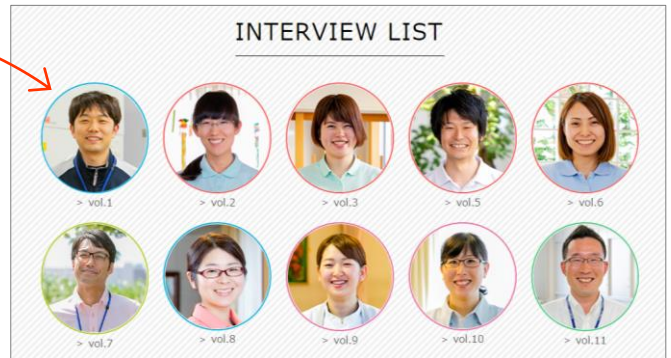 INTERVIEW LIST
> vol.1
> vol.2
> vol.3
> vol.5
> vol.6
> vol.7
> vol.8
> vol.9
> vol.10
> vol.11